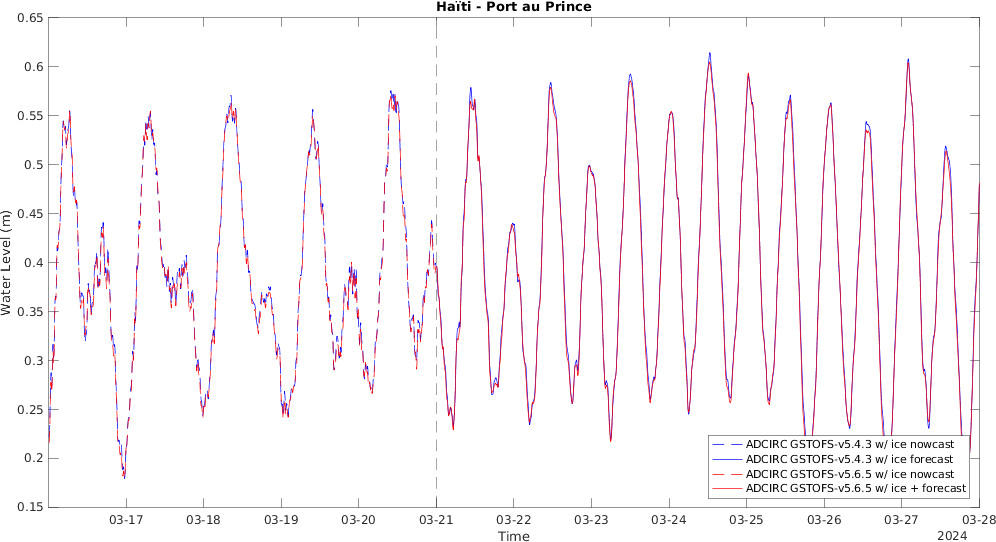 Haïti - Port au Prince
0.65
0.6
0.55
0.5
0.45
0.4
0.35
0.3
0.25
0.2
0.15
Water Level (m)
ADCIRC GSTOFS-v5.4.3 w/ ice nowcast
ADCIRC GSTOFS-v5.4.3 w/ ice forecast
ADCIRC GSTOFS-v5.6.5 w/ ice nowcast
ADCIRC GSTOFS-v5.6.5 w/ ice + forecast
03-17 03-18 03-19 03-20 03-21 03-22 03-23 03-24 03-25 03-26 03-27 03-28
Time
2024